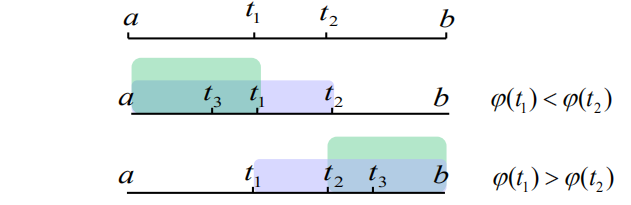 a t₁ t₂ b
a t₃ t₁ t₂ b φ(t₁) < φ(t₂)
a t₁ t₂ t₃ b φ(t₁) > φ(t₂)